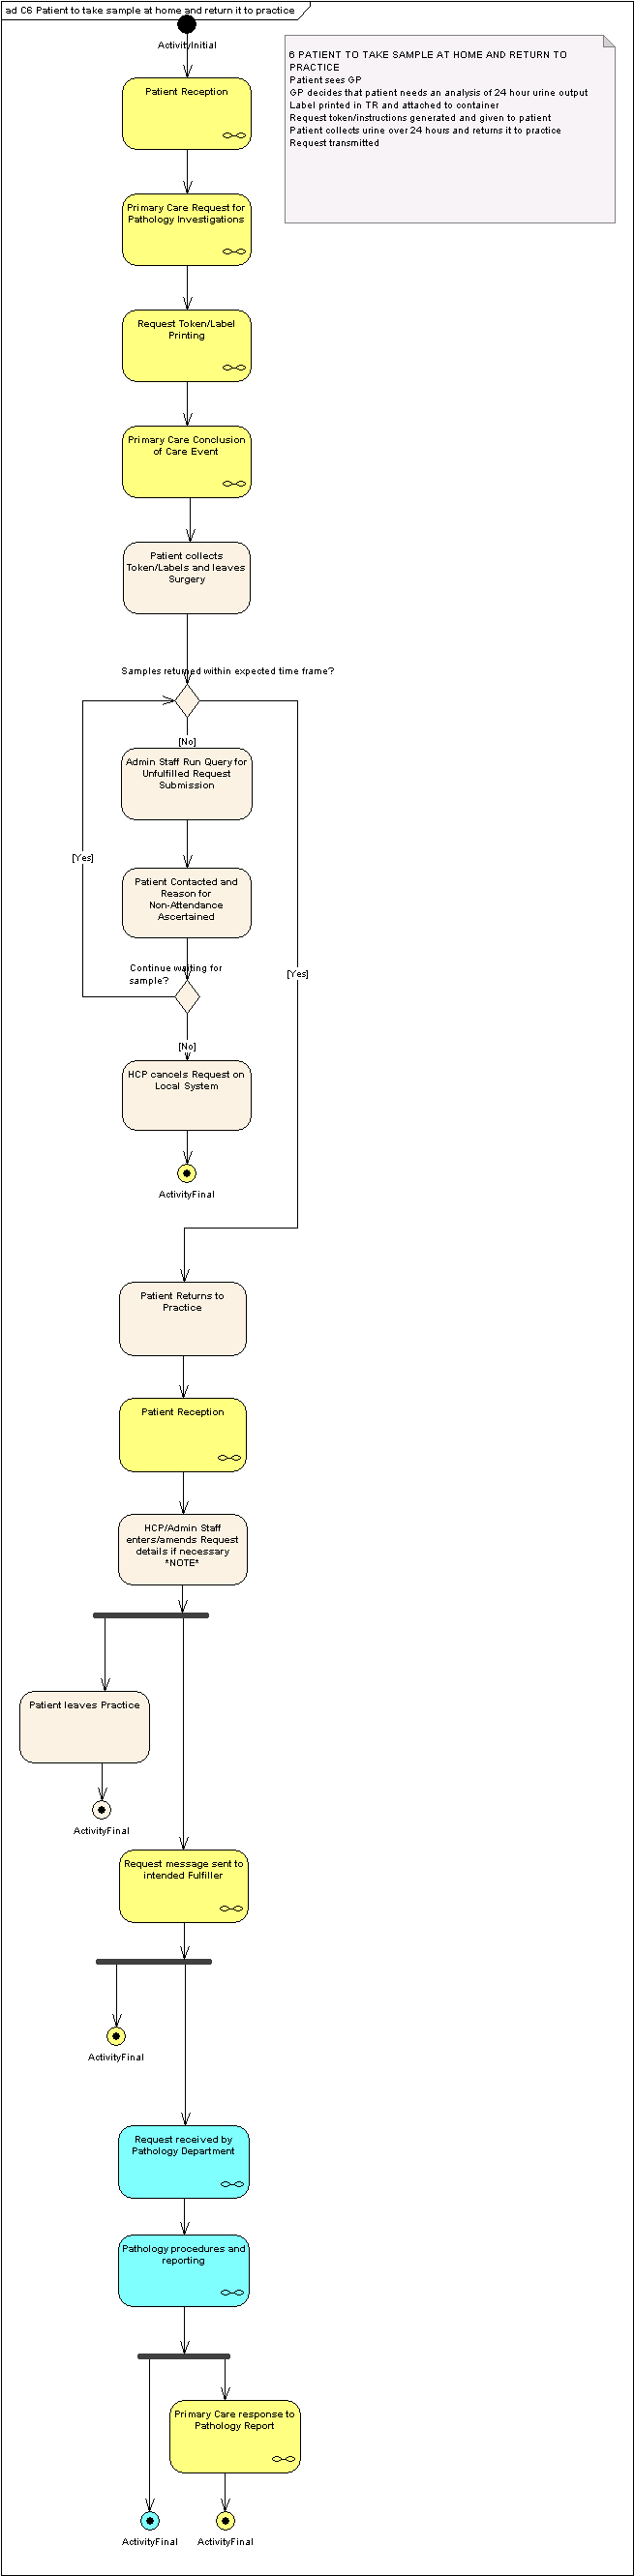 ad C6 Patient to take sample at home and return it to practice
ActivityInitial
6 PATIENT TO TAKE SAMPLE AT HOME AND RETURN TO
PRACTICE
Patient sees GP
GP decides that patient needs an analysis of 24 hour urine output
Label printed in TR and attached to container
Request token/instructions generated and given to patient
Patient collects urine over 24 hours and returns it to practice
Request transmitted
Patient Reception
Primary Care Request for
Pathology Investigations
Request Token/Label
Printing
Primary Care Conclusion
of Care Event
Patient collects
Token/Labels and leaves
Surgery
Samples returned within expected time frame?
[No]
Admin Staff Run Query for
Unfulfilled Request
Submission
[Yes]
Patient Contacted and
Reason for
Non-Attendance
Ascertained
Continue waiting for
sample?
[Yes]
[No]
HCP cancels Request on
Local System
ActivityFinal
Patient Returns to
Practice
Patient Reception
HCP/Admin Staff
enters/amends Request
details if necessary
*NOTE*
Patient leaves Practice
ActivityFinal
Request message sent to
intended Fulfiller
ActivityFinal
Request received by
Pathology Department
Pathology procedures and
reporting
Primary Care response to
Pathology Report
ActivityFinal
ActivityFinal